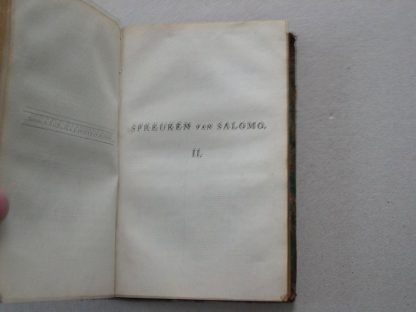 SPREUKEN VAN SALOMO.
II.